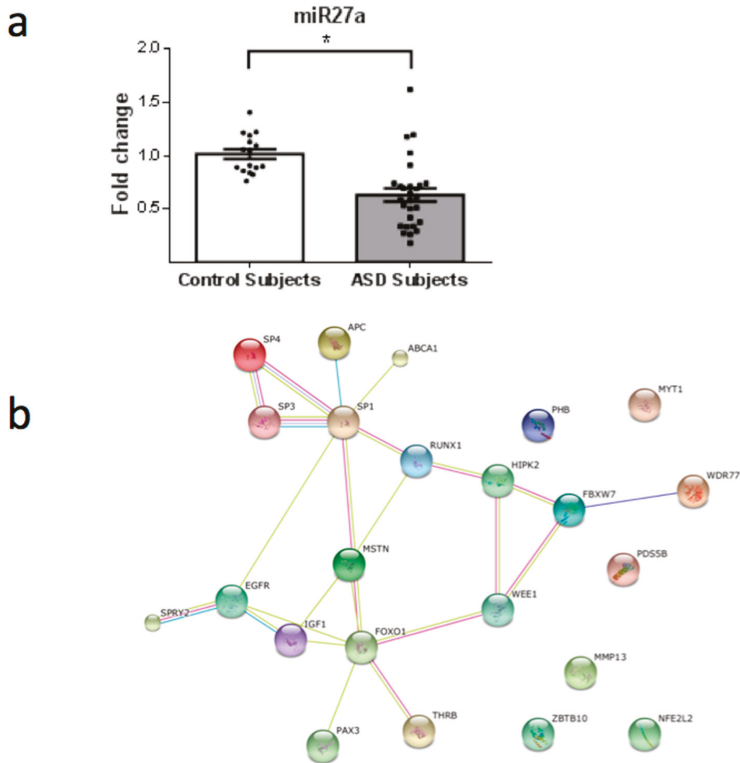 a
miR27a
*
2.0
1.5
1.0
0.5
Fold change
Control Subjects ASD Subjects
b
SP4
APC
ABCA1
SP3
SP1
RUNX1
PHB
MYT1
HIPK2
FBXW7
WDR77
MSTN
PDS5B
EGFR
SPRY2
IGF1
FOXO1
WEE1
MMP13
PAX3
THRB
ZBTB10
NFE2L2